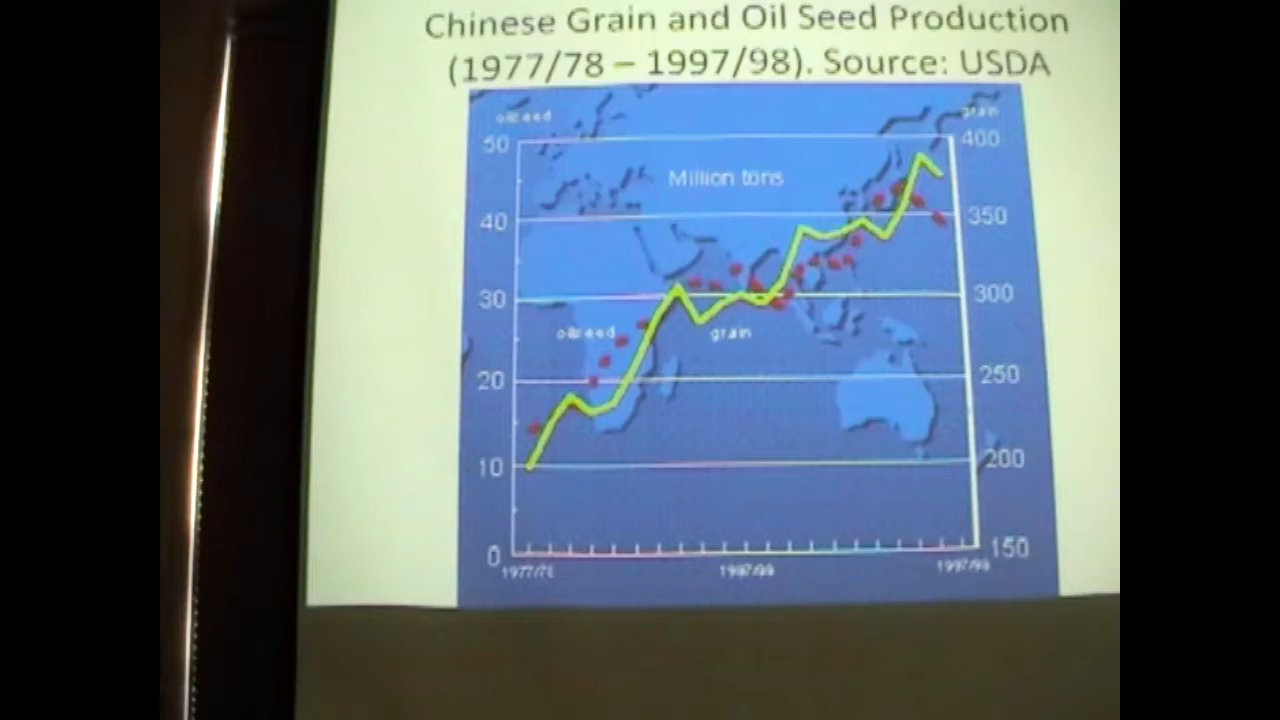 Chinese Grain and Oil Seed Production
(1977/78 – 1997/98). Source: USDA
oilseed grain
50 400
Million tons
40 350
30 300
oilseed grain
20 250
10 200
0 150
1977/78 1987/88 1997/98